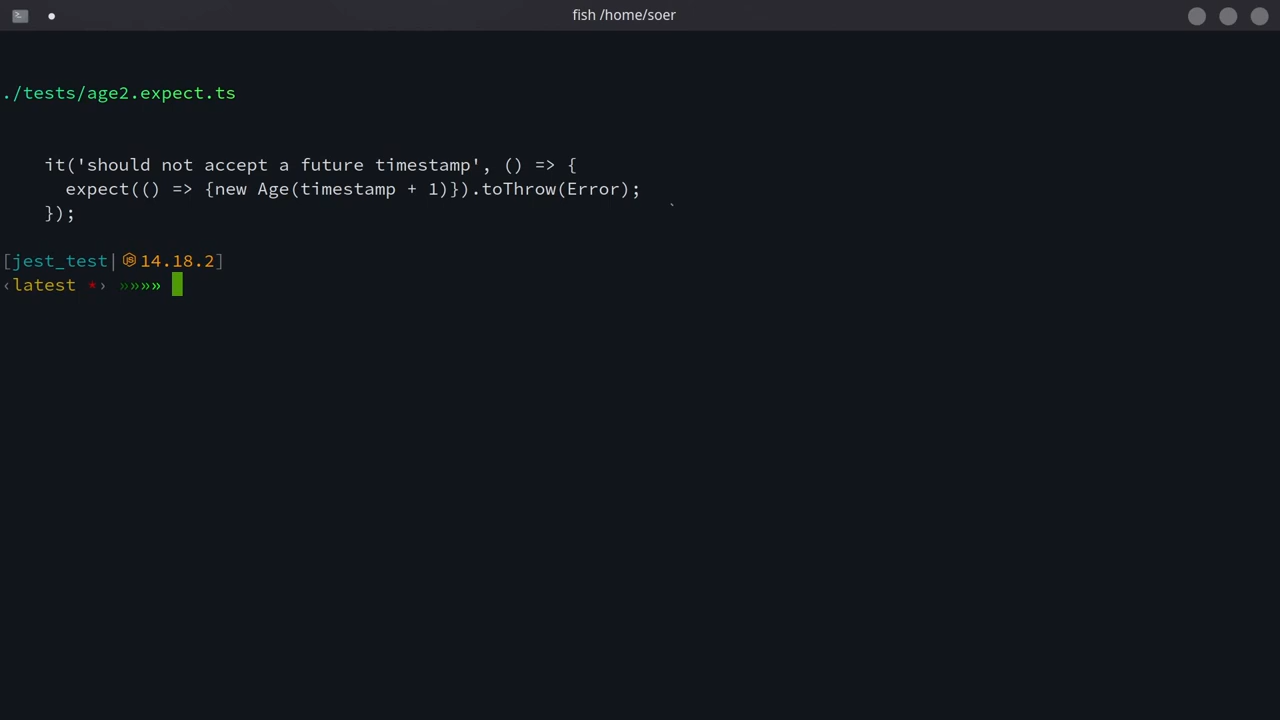 fish /home/soer
./tests/age2.expect.ts
it('should not accept a future timestamp', () => {
expect(() => {new Age(timestamp + 1)}).toThrow(Error);
});
[jest_test|14.18.2]
‹latest *› »»»»